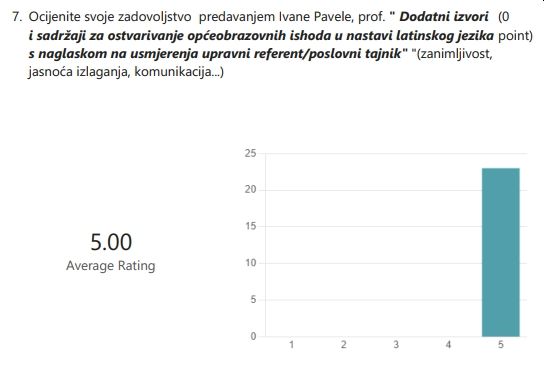 7. Ocijenite svoje zadovoljstvo predavanjem Ivane Pavele, prof. " Dodatni izvori (0
i sadržaji za ostvarivanje općeobrazovnih ishoda u nastavi latinskog jezika point)
s naglaskom na usmjerenja upravni referent/poslovni tajnik" "(zanimljivost,
jasnoća izlaganja, komunikacija...)
25
20
15
10
5
0
5.00
Average Rating
1 2 3 4 5